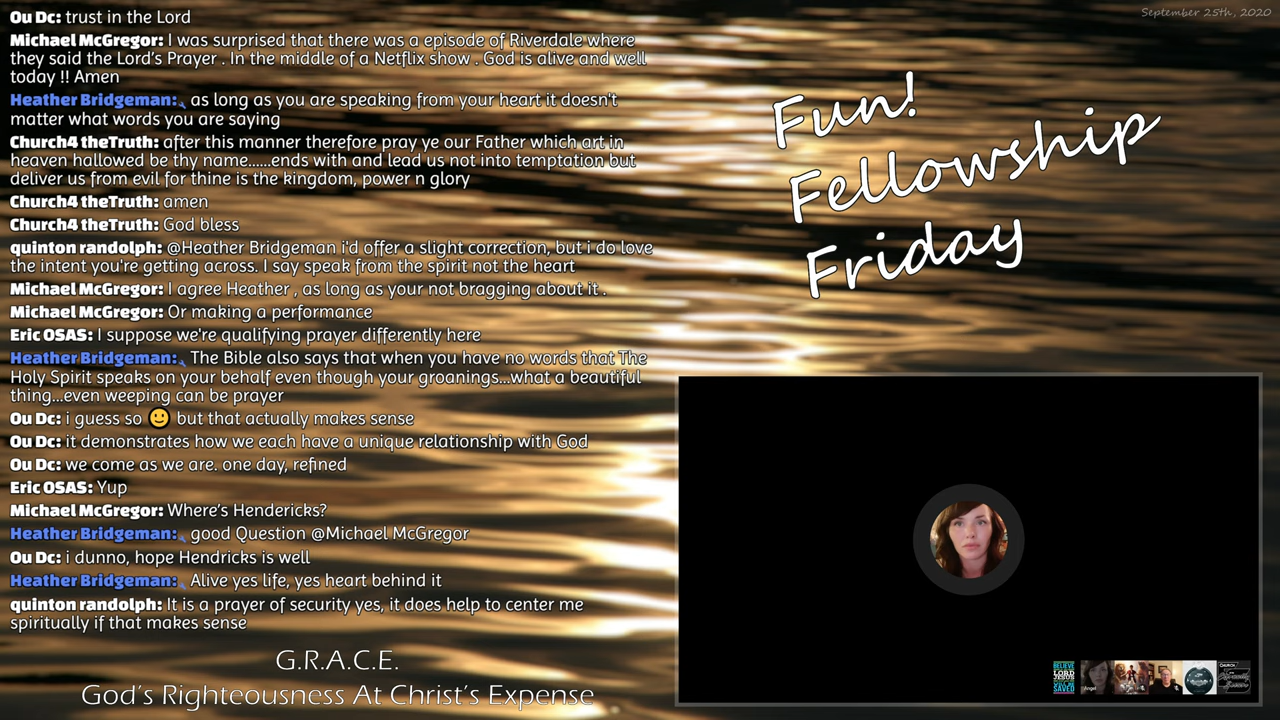 Ou Dc: trust in the Lord
Michael McGregor: I was surprised that there was a episode of Riverdale where
they said the Lord's Prayer . In the middle of a Netflix show . God is alive and well
today !! Amen
Heather Bridgeman: as long as you are speaking from your heart it doesn't
matter what words you are saying
Church4 theTruth: after this manner therefore pray ye our Father which art in
heaven hallowed be thy name......ends with and lead us not into temptation but
deliver us from evil for thine is the kingdom, power n glory
Church4 theTruth: amen
Church4 theTruth: God bless
quinton randolph: @Heather Bridgeman i'd offer a slight correction, but i do love
the intent you're getting across. I say speak from the spirit not the heart
Michael McGregor: I agree Heather , as long as your not bragging about it .
Michael McGregor: Or making a performance
Eric OSAS: I suppose we're qualifying prayer differently here
Heather Bridgeman: The Bible also says that when you have no words that The
Holy Spirit speaks on your behalf even though your groanings...what a beautiful
thing...even weeping can be prayer
Ou Dc: i guess so 🙂 but that actually makes sense
Ou Dc: it demonstrates how we each have a unique relationship with God
Ou Dc: we come as we are. one day, refined
Eric OSAS: Yup
Michael McGregor: Where's Hendericks?
Heather Bridgeman: good Question @Michael McGregor
Ou Dc: i dunno, hope Hendricks is well
Heather Bridgeman: Alive yes life, yes heart behind it
quinton randolph: It is a prayer of security yes, it does help to center me
spiritually if that makes sense
G.R.A.C.E.
God's Righteousness At Christ's Expense
September 25th, 2020
Fun!
Fellowship
Friday
BELIEVE
LORD
JESUS
SAVED
Angel
CHURCH